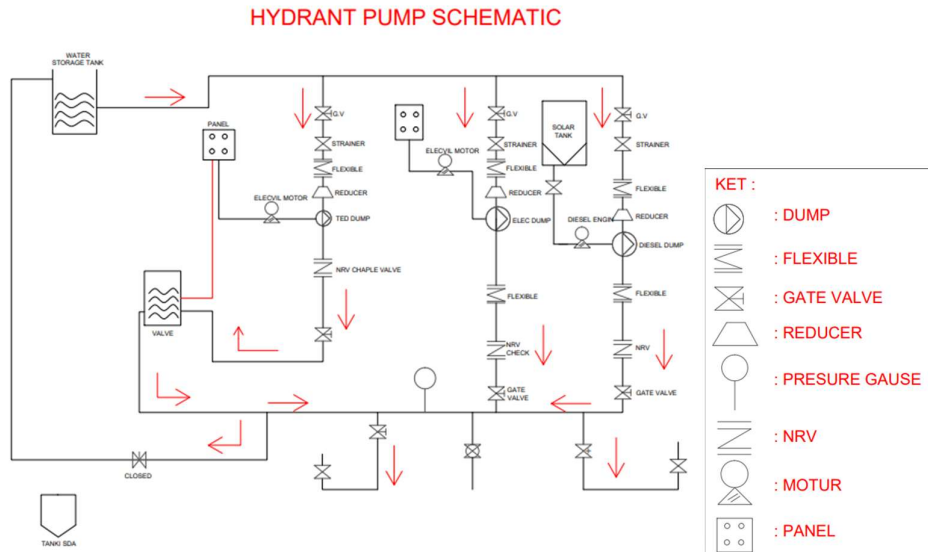 HYDRANT PUMP SCHEMATIC
WATER
STORAGE TANK
PANEL
G.V
STRAINER
FLEXIBLE
REDUCER
ELECVIL MOTOR
TED DUMP
NRV CHAPLE VALVE
VALVE
ELECVIL MOTOR
G.V
STRAINER
FLEXIBLE
REDUCER
ELEC DUMP
FLEXIBLE
NRV
CHECK
GATE
VALVE
SOLAR
TANK
DIESEL ENGIN
G.V
STRAINER
FLEXIBLE
REDUCER
DIESEL DUMP
FLEXIBLE
NRV
GATE VALVE
CLOSED
TANKI SDA
KET :
: DUMP
: FLEXIBLE
: GATE VALVE
: REDUCER
: PRESURE GAUSE
: NRV
: MOTUR
: PANEL